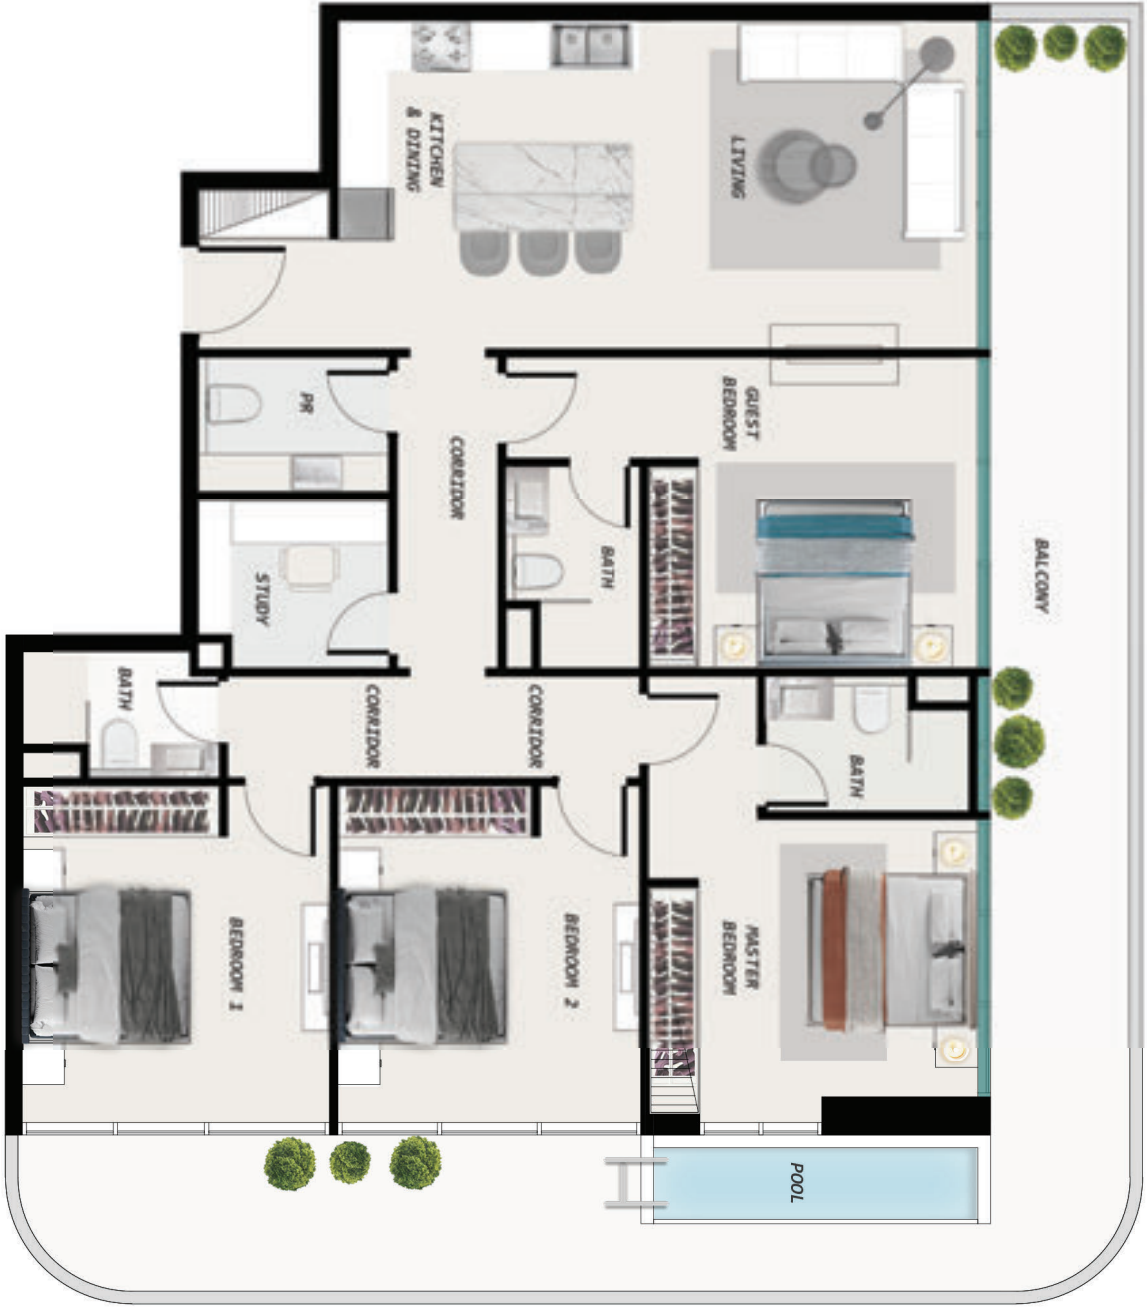 KITCHEN
& DINING
LIVING
PR
CORRIDOR
GUEST
BEDROOM
BATH
STUDY
BALCONY
BATH
CORRIDOR
CORRIDOR
BATH
BEDROOM 1
BEDROOM 2
MASTER
BEDROOM
POOL